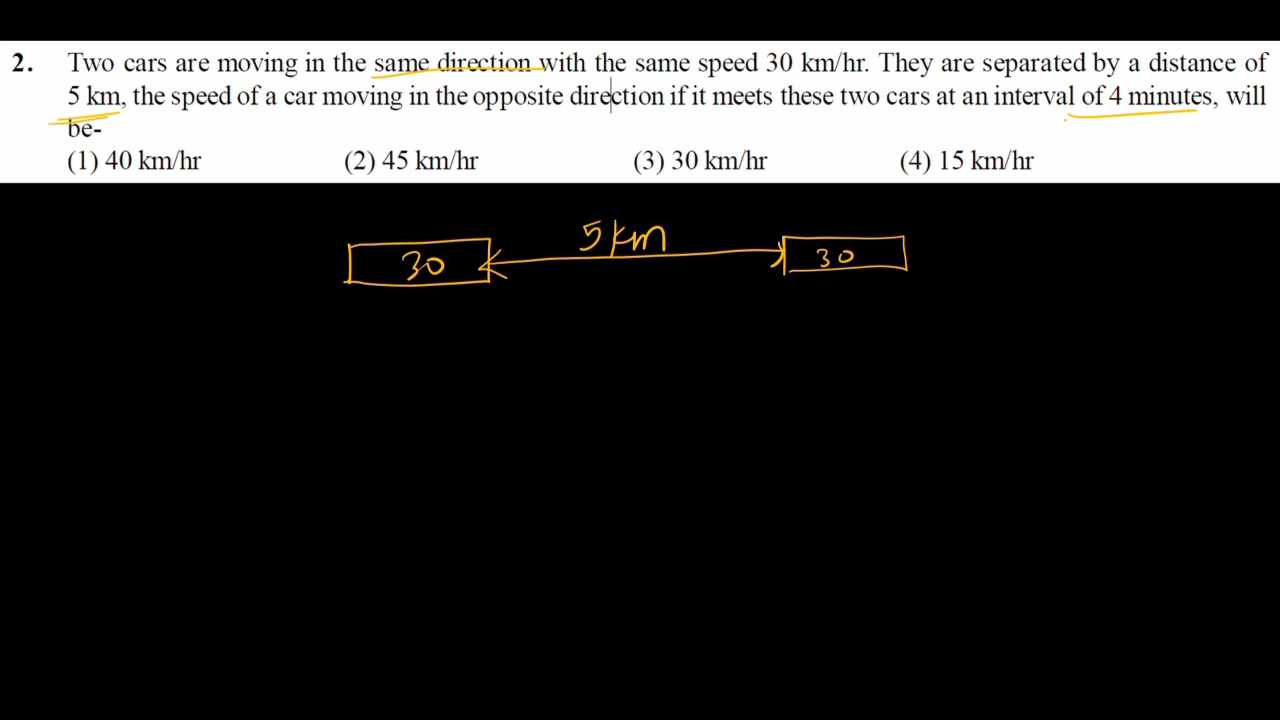 2. Two cars are moving in the same direction with the same speed 30 km/hr. They are separated by a distance of
5 km, the speed of a car moving in the opposite direction if it meets these two cars at an interval of 4 minutes, will
be-
(1) 40 km/hr (2) 45 km/hr (3) 30 km/hr (4) 15 km/hr
5 km
30 30